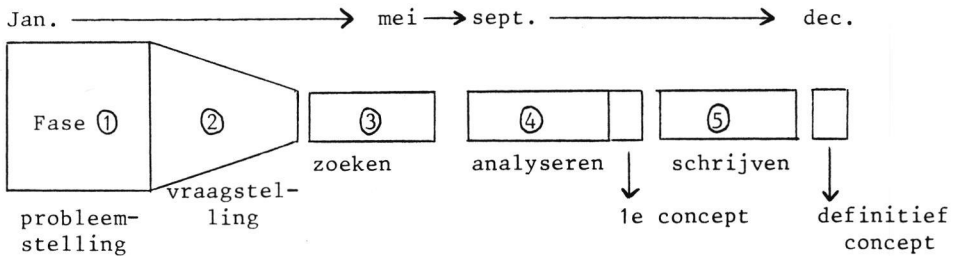 Jan. mei sept. dec.
Fase 1 2 3 4 5
zoeken analyseren schrijven
vraagstel-
ling
probleem-
stelling
1e concept
definitief
concept